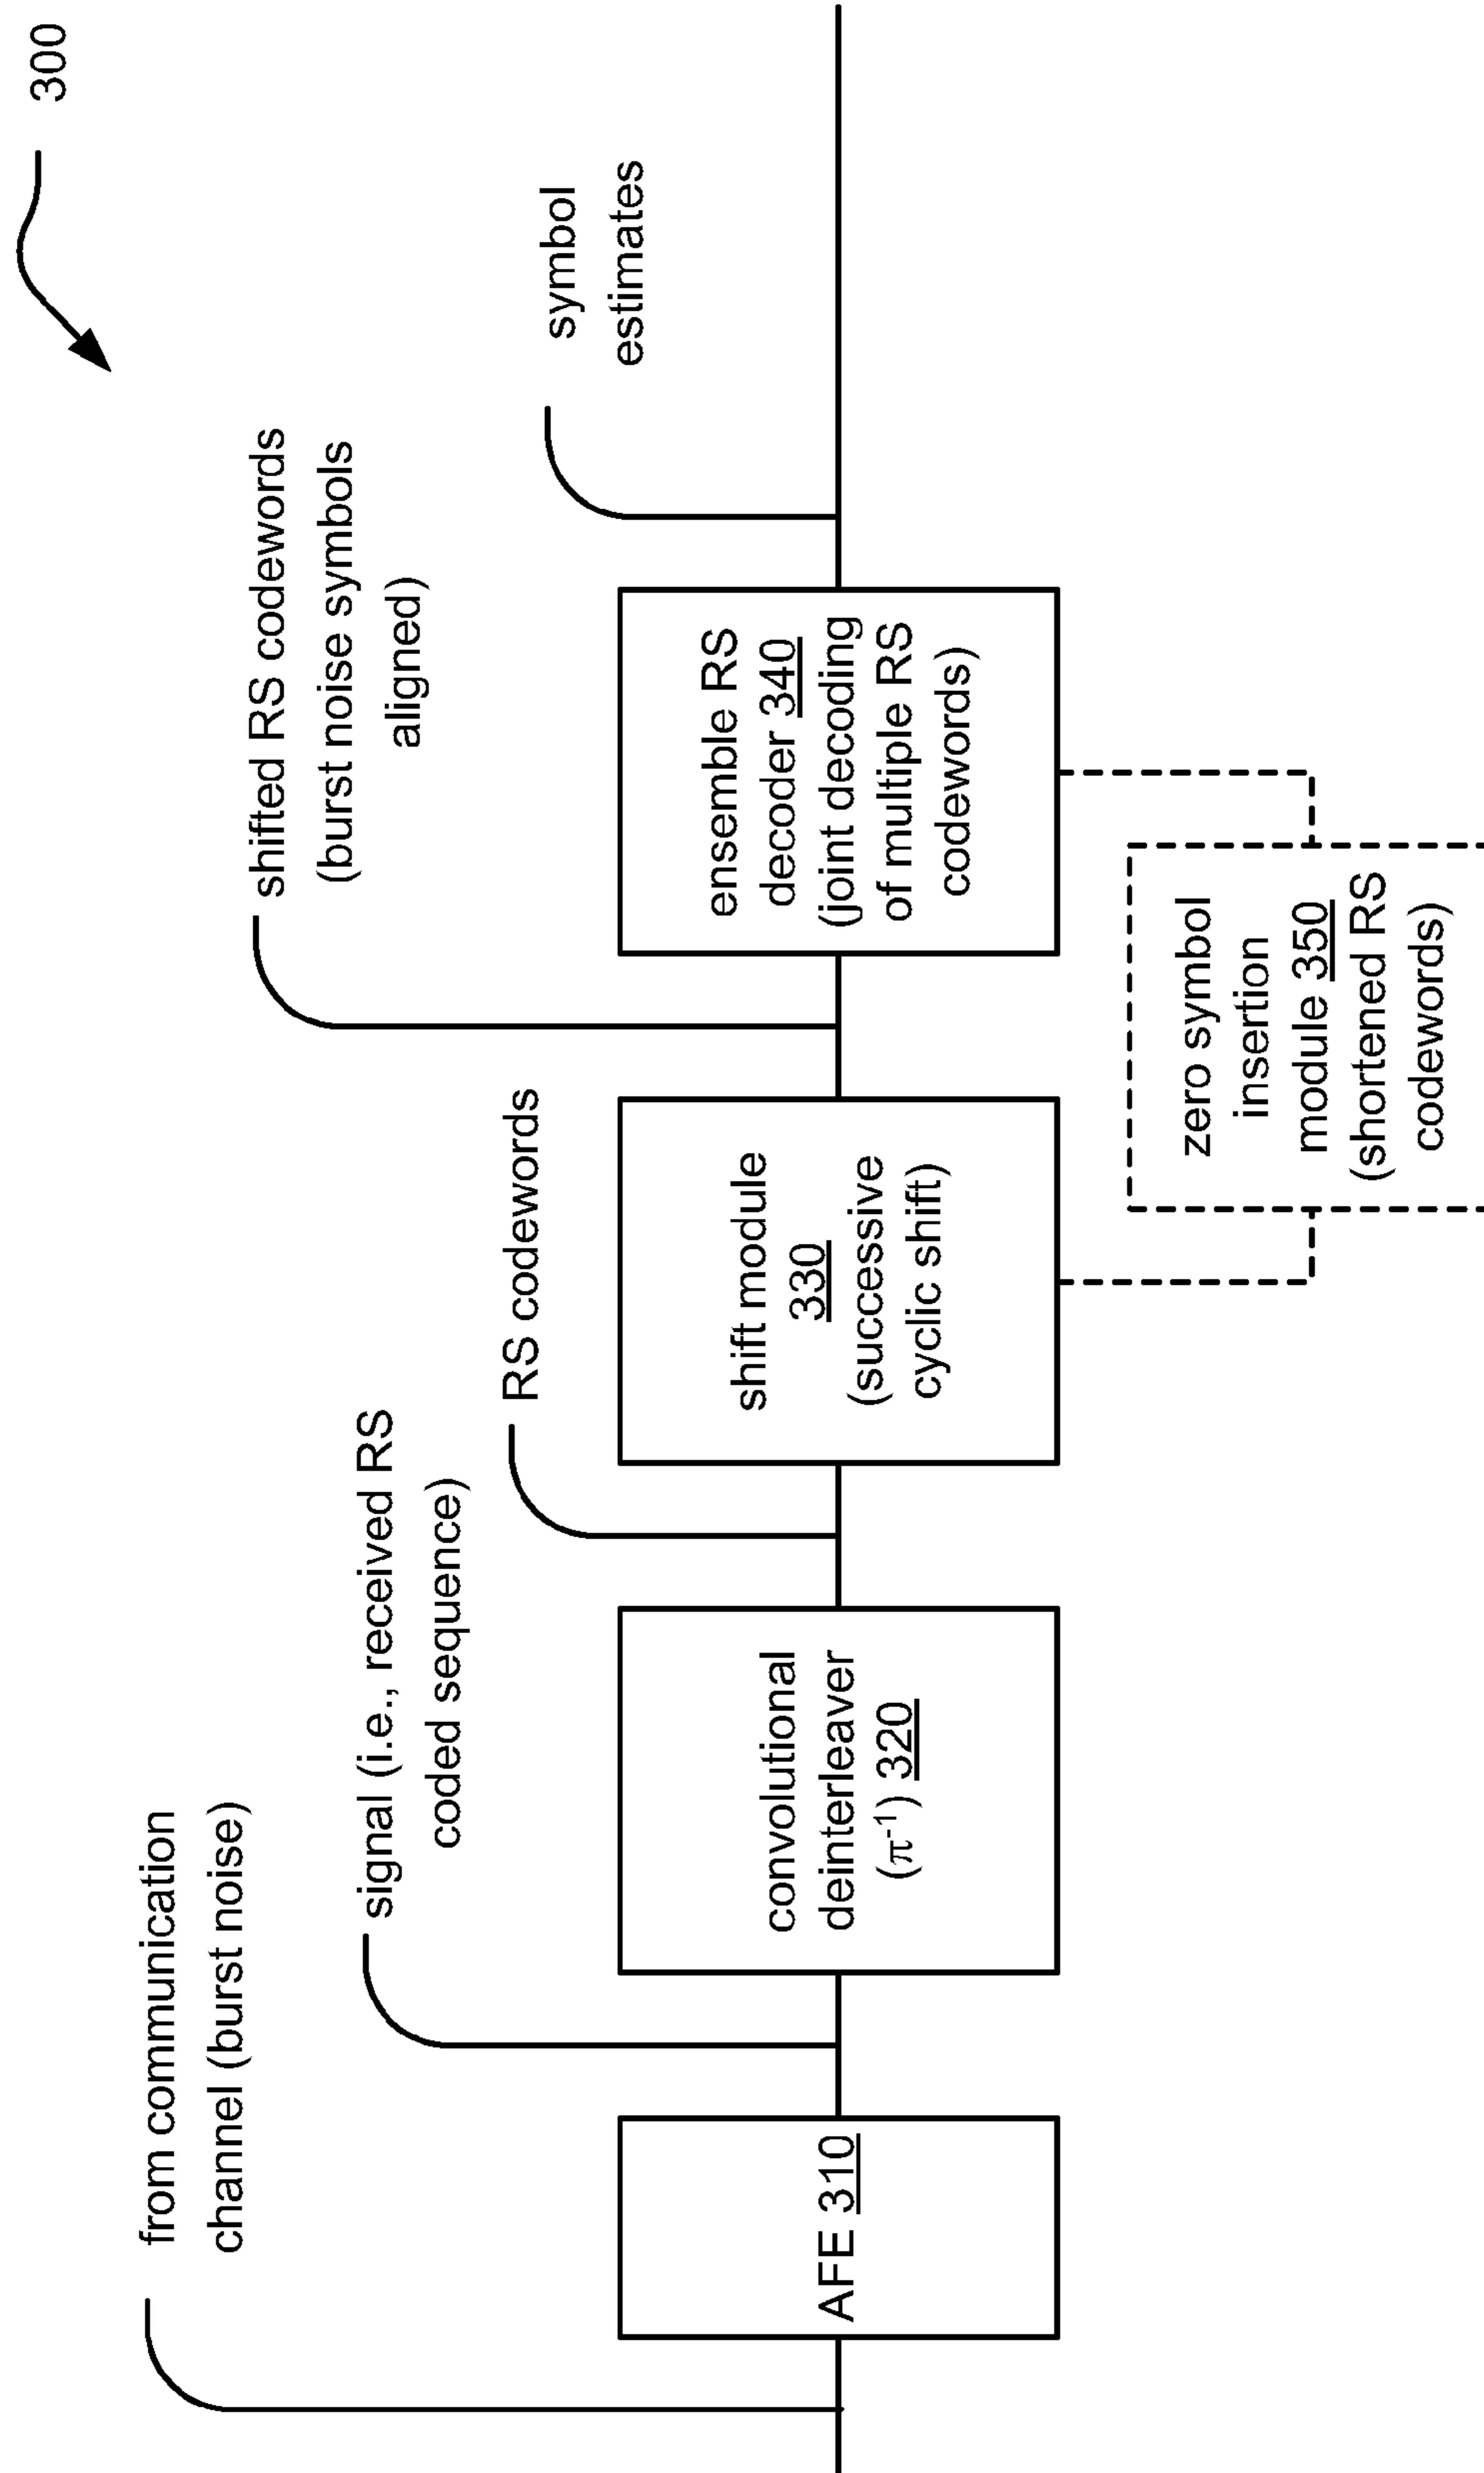 300
from communication
channel (burst noise)
signal (i.e., received RS
coded sequence)
RS codewords
shifted RS codewords
(burst noise symbols
aligned)
symbol
estimates
AFE 310
convolutional
deinterleaver
(π-1) 320
shift module
330
(successive
cyclic shift)
ensemble RS
decoder 340
(joint decoding
of multiple RS
codewords)
zero symbol
insertion
module 350
(shortened RS
codewords)